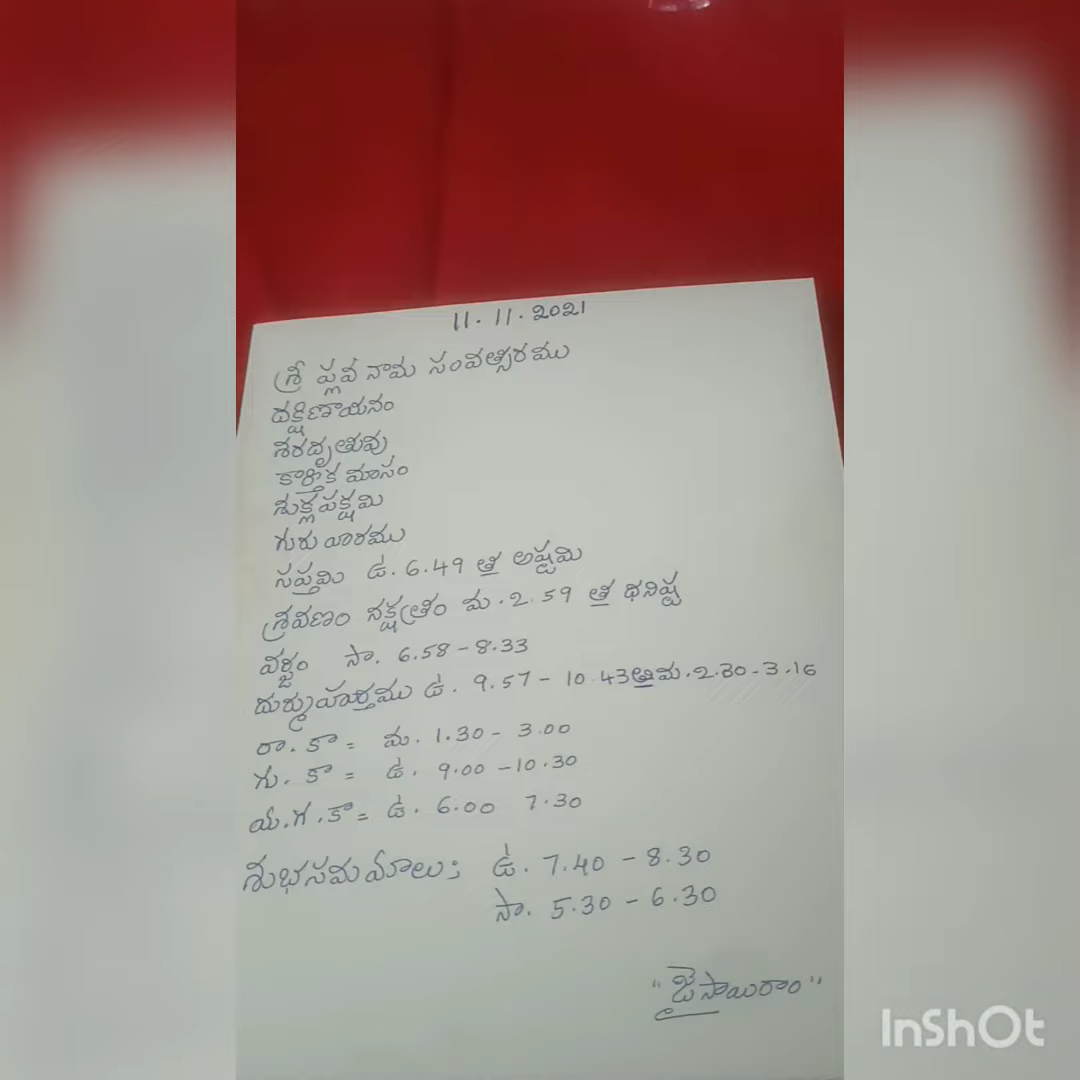 11. 11. 2021
శ్రీ ప్లవ నామ సంవత్సరము
దక్షిణాయనం
శరదృతువు
కార్తీక మాసం
శుక్ల పక్షమి
గురువారము
సప్తమి ఉ. 6.49 త్రి అష్టమి
శ్రవణం నక్షత్రం మ. 2. 59 త్రి ధనిష్ట
వర్జ్యం సా. 6.58 - 8.33
దుర్ముహూర్తము ఉ. 9.57 - 10 43 త్రి మ. 2.30 - 3.16
రా. కా = మ. 1.30 - 3.00
గు. కా = ఉ. 9.00 - 10.30
య.గ.కా = ఉ. 6.00 7.30
శుభసమయాలు; ఉ. 7.40 - 8.30
సా. 5.30 - 6.30
"జైసాయిరాం"
InShOt